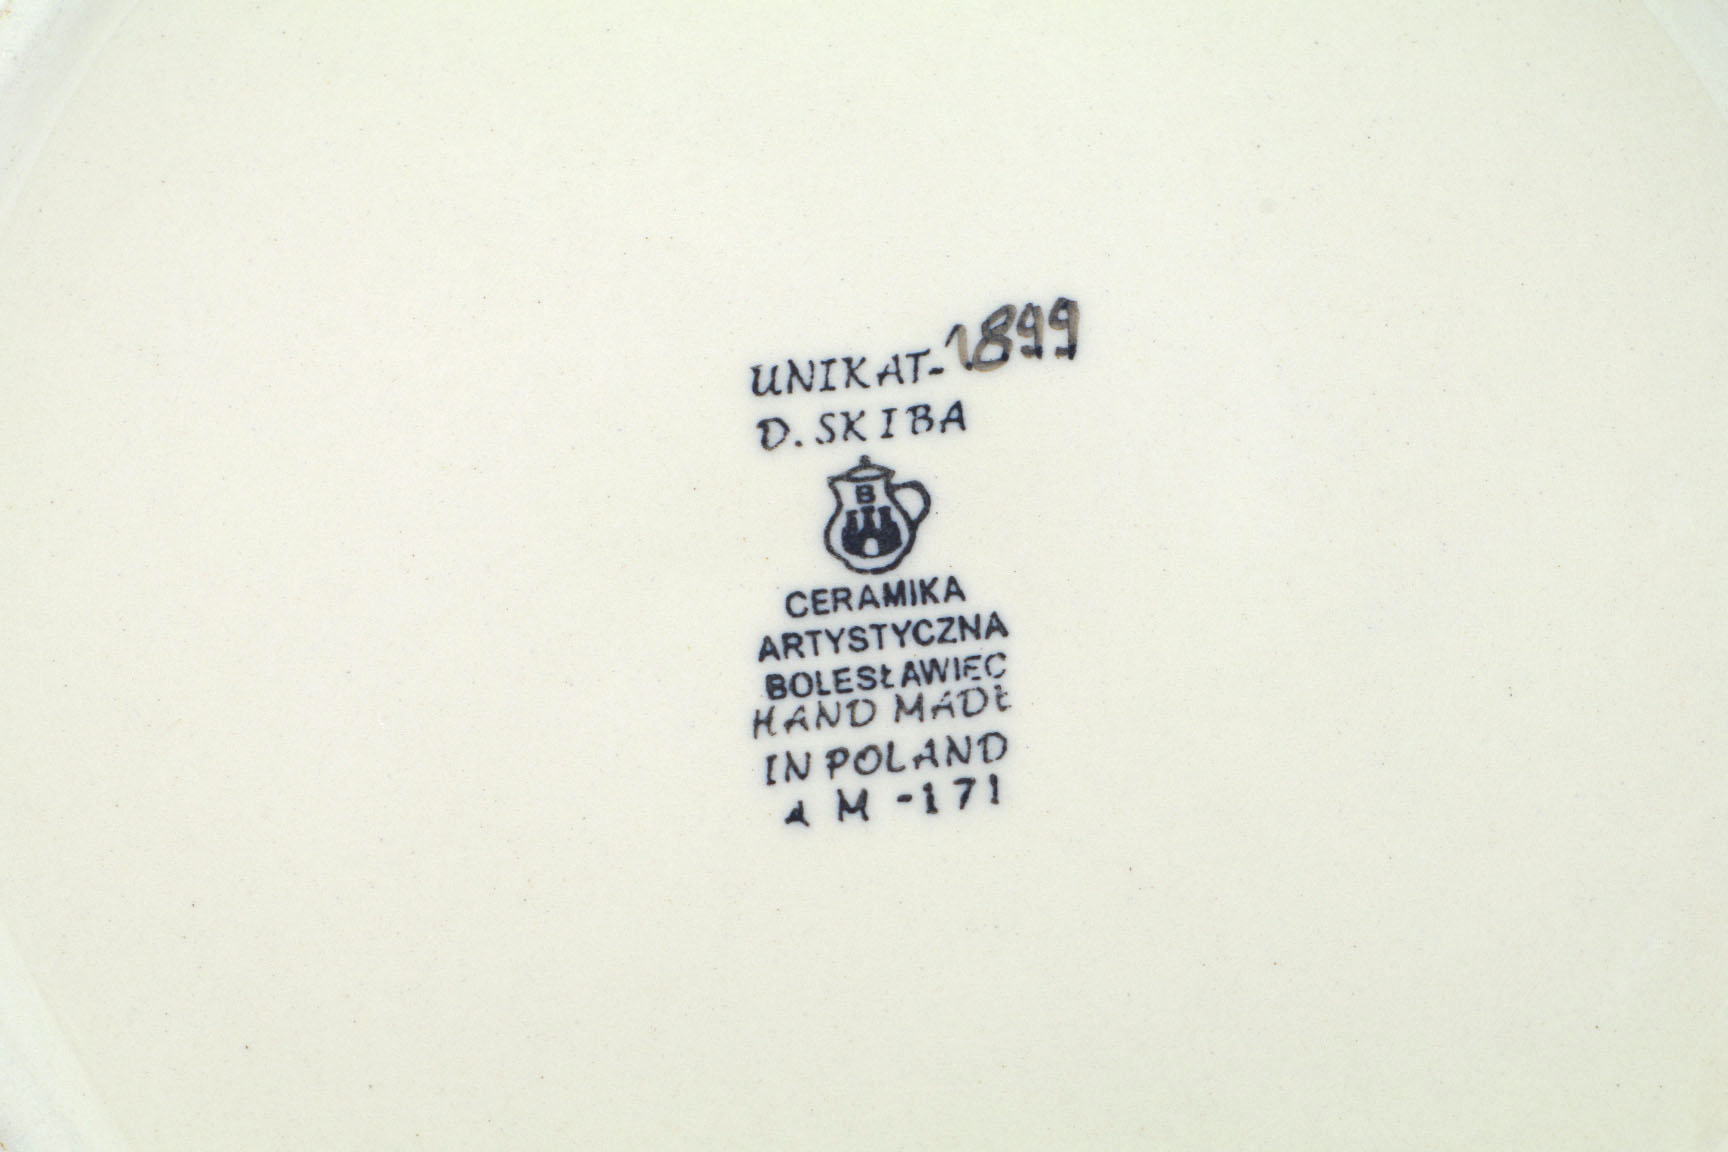 UNIKAT-1899
D. SKIBA
B
CERAMIKA
ARTYSTYCZNA
BOLESŁAWIEC
HAND MADE
IN POLAND
M -171